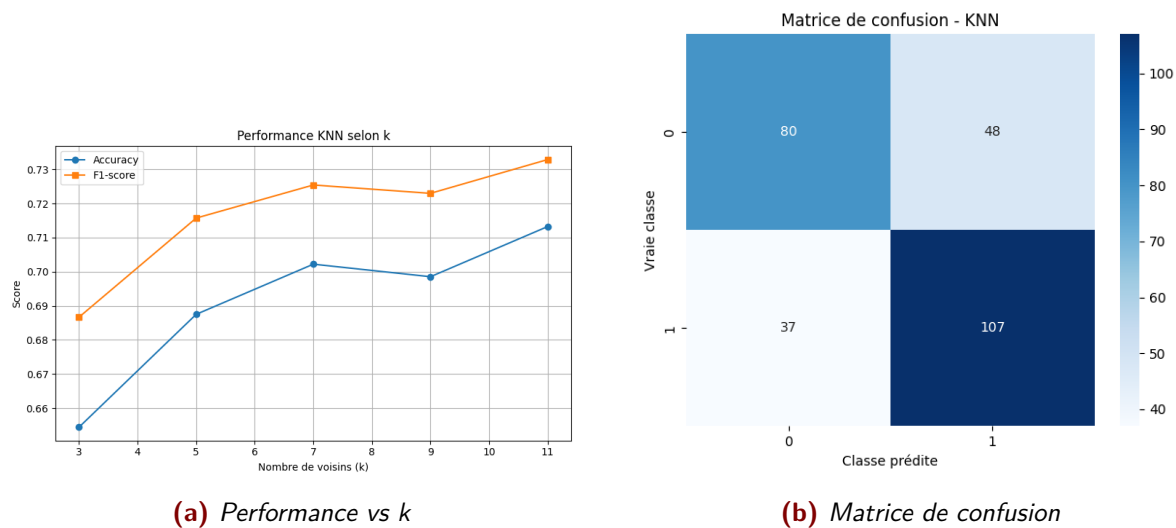 Performance KNN selon k
Accuracy
F1-score
0.73
0.72
0.71
0.70
0.69
0.68
0.67
0.66
Score
3 4 5 6 7 8 9 10 11
Nombre de voisins (k)
(a) Performance vs k
Matrice de confusion - KNN
Vraie classe
0
80 48
1
37 107
0 1
Classe prédite
100
90
80
70
60
50
40
(b) Matrice de confusion